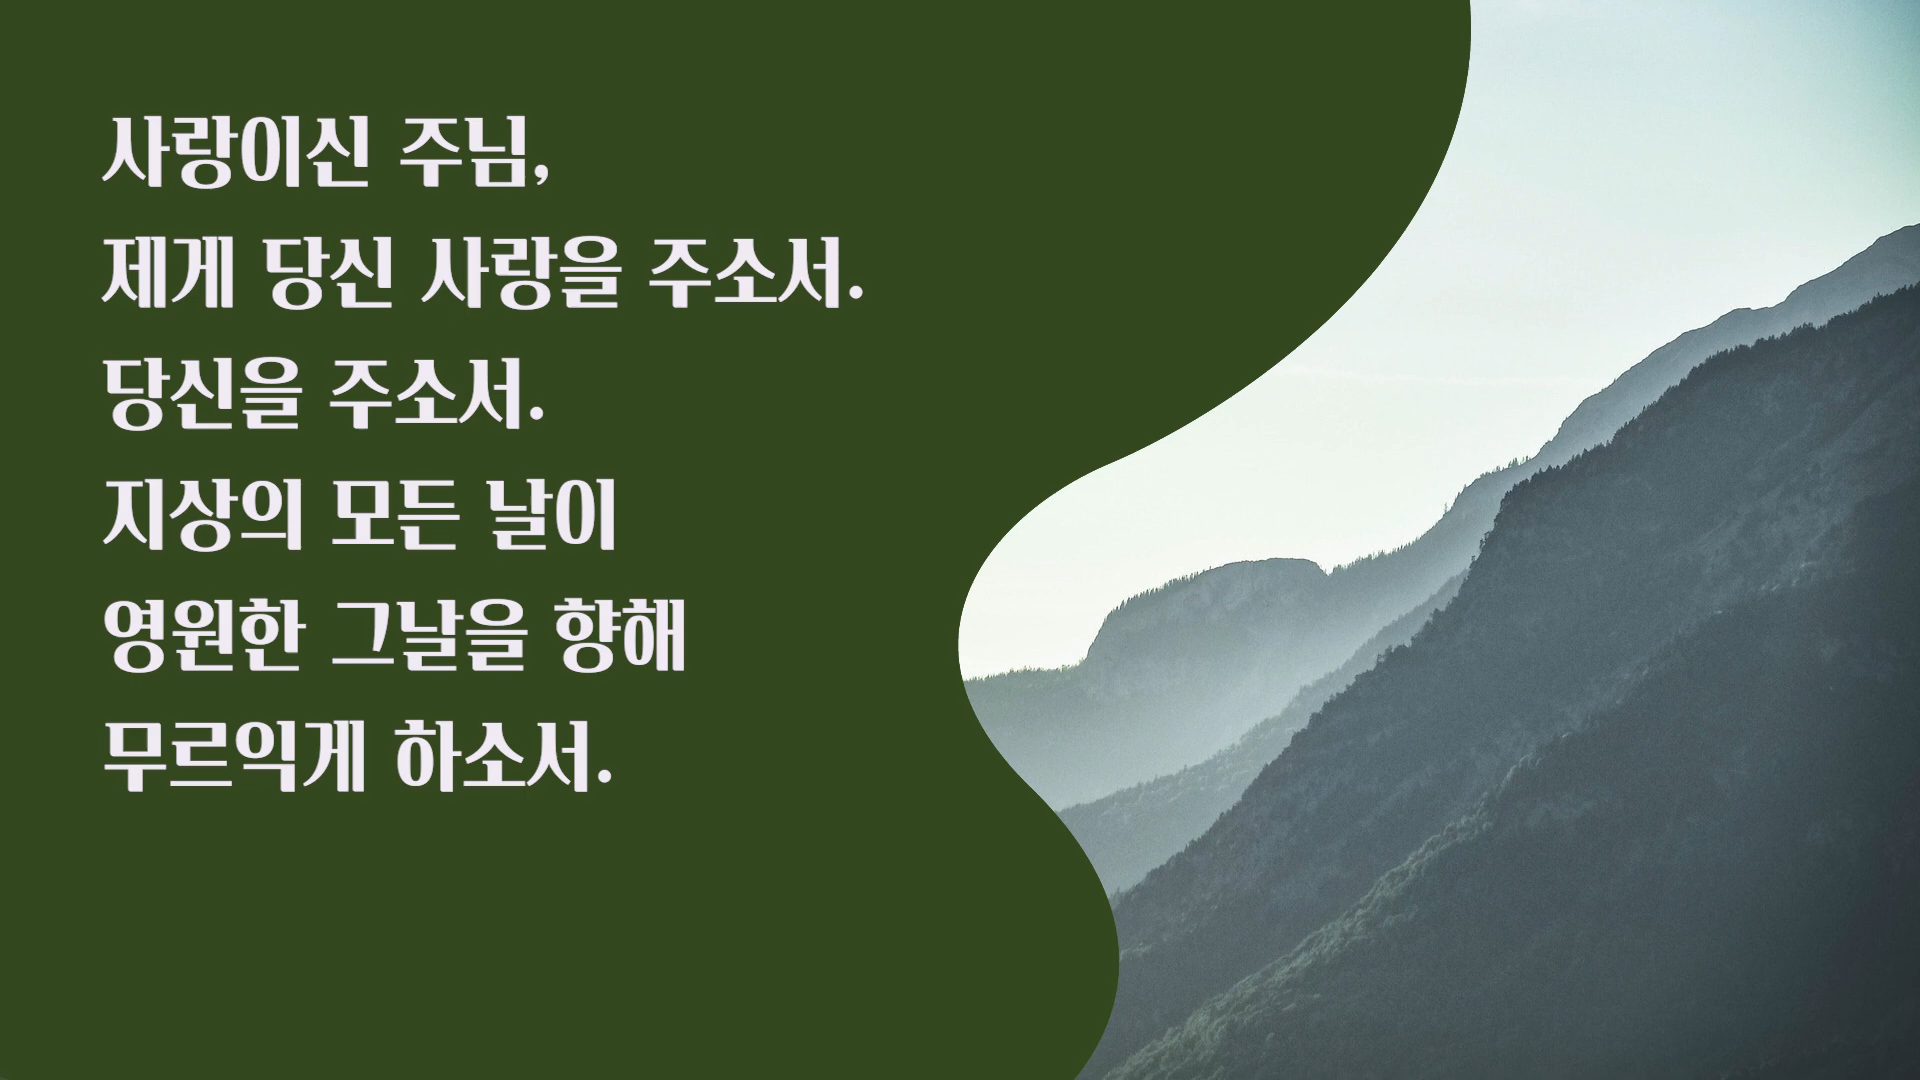 사랑이신 주님,
제게 당신 사랑을 주소서.
당신을 주소서.
지상의 모든 날이
영원한 그날을 향해
무르익게 하소서.